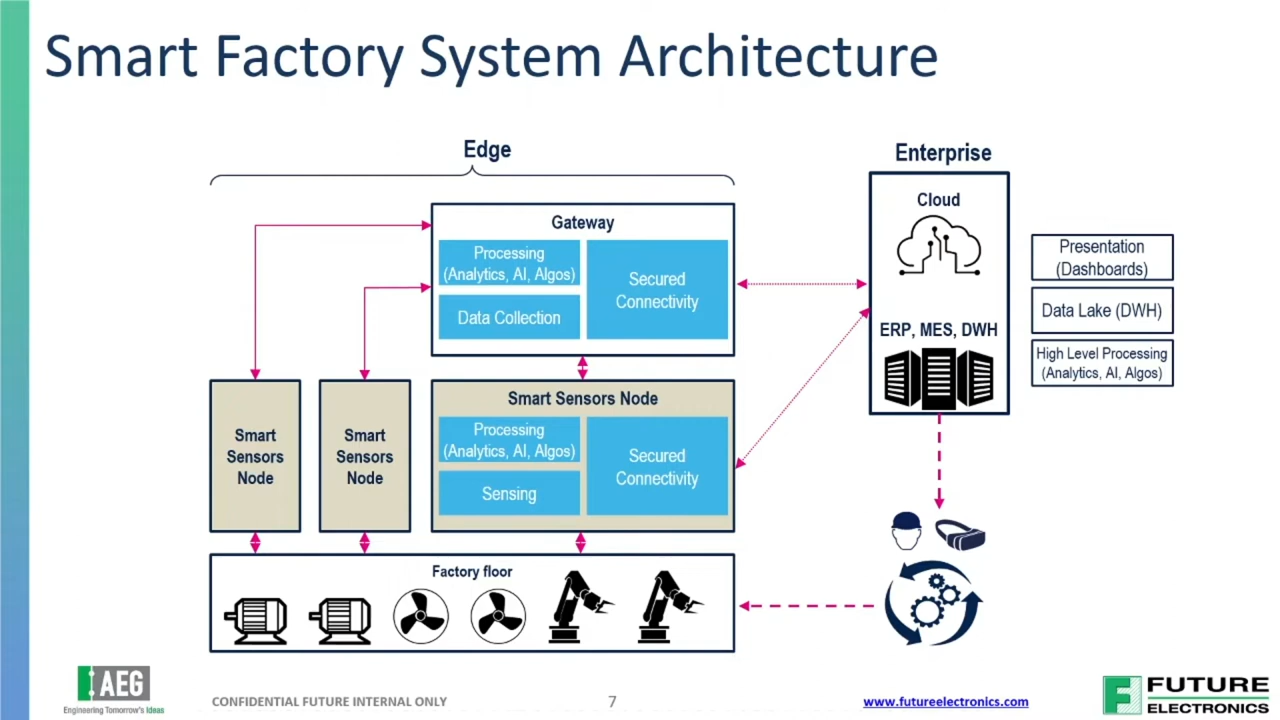 Smart Factory System Architecture
Edge
Enterprise
Gateway
Processing
(Analytics, AI, Algos)
Data Collection
Secured
Connectivity
Cloud
ERP, MES, DWH
Presentation
(Dashboards)
Data Lake (DWH)
High Level Processing
(Analytics, AI, Algos)
Smart
Sensors
Node
Smart
Sensors
Node
Smart Sensors Node
Processing
(Analytics, AI, Algos)
Sensing
Secured
Connectivity
Factory floor
AEG
Engineering Tomorrow's Ideas
CONFIDENTIAL FUTURE INTERNAL ONLY
7
www.futureelectronics.com
FUTURE
ELECTRONICS